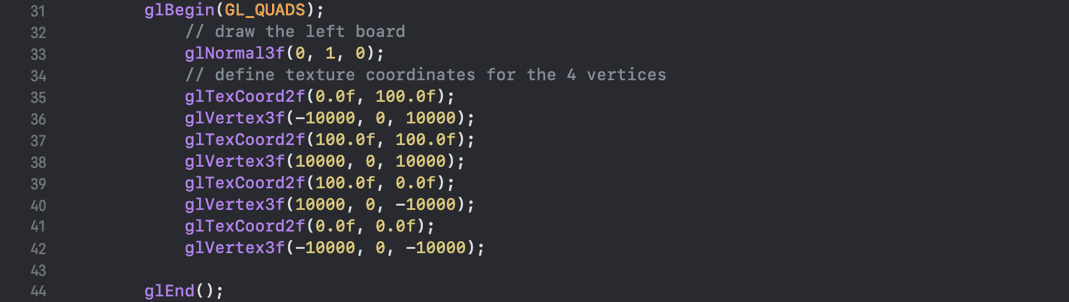 31 glBegin(GL_QUADS);
32 // draw the left board
33 glNormal3f(0, 1, 0);
34 // define texture coordinates for the 4 vertices
35 glTexCoord2f(0.0f, 100.0f);
36 glVertex3f(-10000, 0, 10000);
37 glTexCoord2f(100.0f, 100.0f);
38 glVertex3f(10000, 0, 10000);
39 glTexCoord2f(100.0f, 0.0f);
40 glVertex3f(10000, 0, -10000);
41 glTexCoord2f(0.0f, 0.0f);
42 glVertex3f(-10000, 0, -10000);
43
44 glEnd();